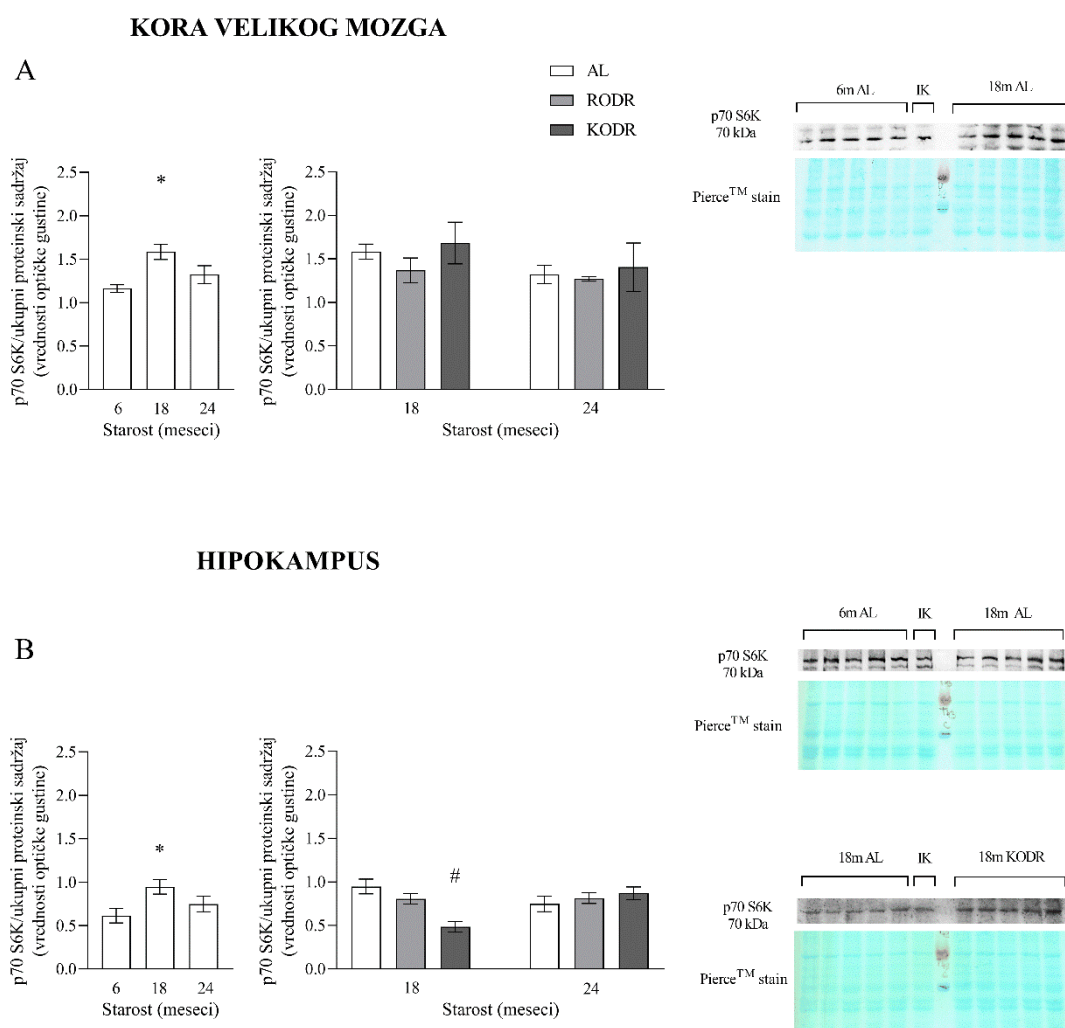 KORA VELIKOG MOZGA
A
AL
RODR
KODR
p70 S6K/ukupni proteinski sadržaj
(vrednosti optičke gustine)
2.5
2.0
1.5
1.0
0.5
0.0
*
6 18 24
Starost (meseci)
p70 S6K/ukupni proteinski sadržaj
(vrednosti optičke gustine)
2.5
2.0
1.5
1.0
0.5
0.0
18 24
Starost (meseci)
6m AL IK 18m AL
p70 S6K
70 kDa
Pierce™ stain
HIPOKAMPUS
B
p70 S6K/ukupni proteinski sadržaj
(vrednosti optičke gustine)
2.5
2.0
1.5
1.0
0.5
0.0
*
6 18 24
Starost (meseci)
p70 S6K/ukupni proteinski sadržaj
(vrednosti optičke gustine)
2.5
2.0
1.5
1.0
0.5
0.0
#
18 24
Starost (meseci)
6m AL IK 18m AL
p70 S6K
70 kDa
Pierce™ stain
18m AL IK 18m KODR
p70 S6K
70 kDa
Pierce™ stain